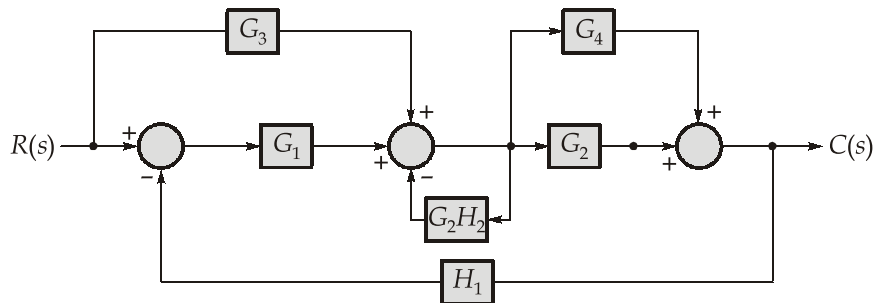 G₃
G₄
+
+
R(s)
+
G₁
+
G₂
+
C(s)
−
−
G₂H₂
H₁